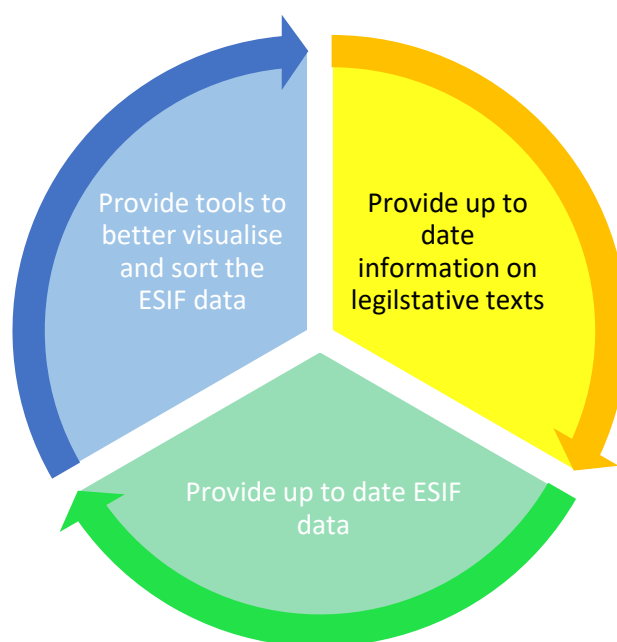 Provide tools to
better visualise
and sort the
ESIF data
Provide up to
date
information on
legilstative texts
Provide up to date ESIF
data